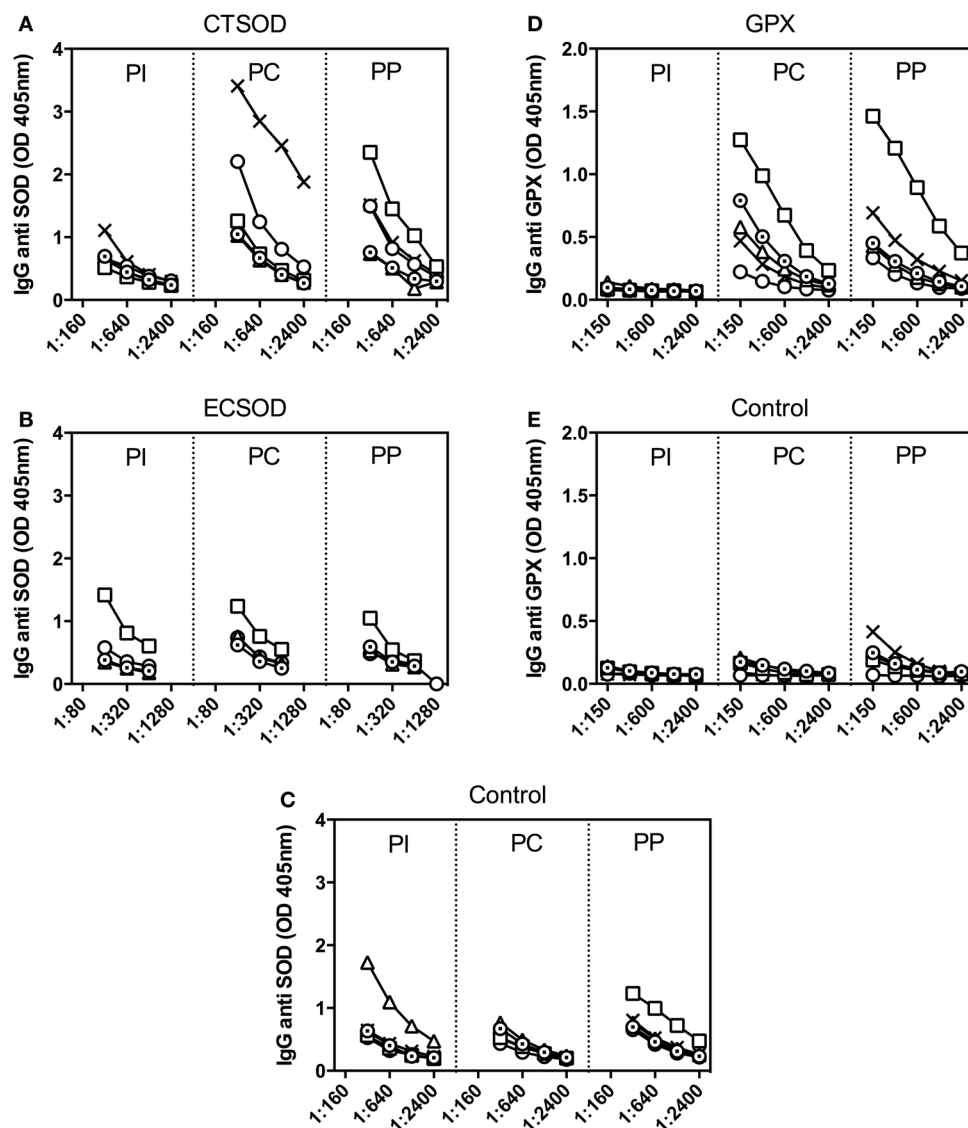 A
CTSOD
IgG anti SOD (OD 405nm)
4
3
2
1
0
PI
PC
PP
1:160
1:640
1:2400
1:160
1:640
1:2400
1:160
1:640
1:2400
D
GPX
IgG anti GPX (OD 405nm)
2.0
1.5
1.0
0.5
0.0
PI
PC
PP
1:150
1:600
1:2400
1:150
1:600
1:2400
1:150
1:600
1:2400
B
ECSOD
IgG anti SOD (OD 405nm)
4
3
2
1
0
PI
PC
PP
1:80
1:320
1:1280
1:80
1:320
1:1280
1:80
1:320
1:1280
E
Control
IgG anti GPX (OD 405nm)
2.0
1.5
1.0
0.5
0.0
PI
PC
PP
1:150
1:600
1:2400
1:150
1:600
1:2400
1:150
1:600
1:2400
C
Control
IgG anti SOD (OD 405nm)
4
3
2
1
0
PI
PC
PP
1:160
1:640
1:2400
1:160
1:640
1:2400
1:160
1:640
1:2400